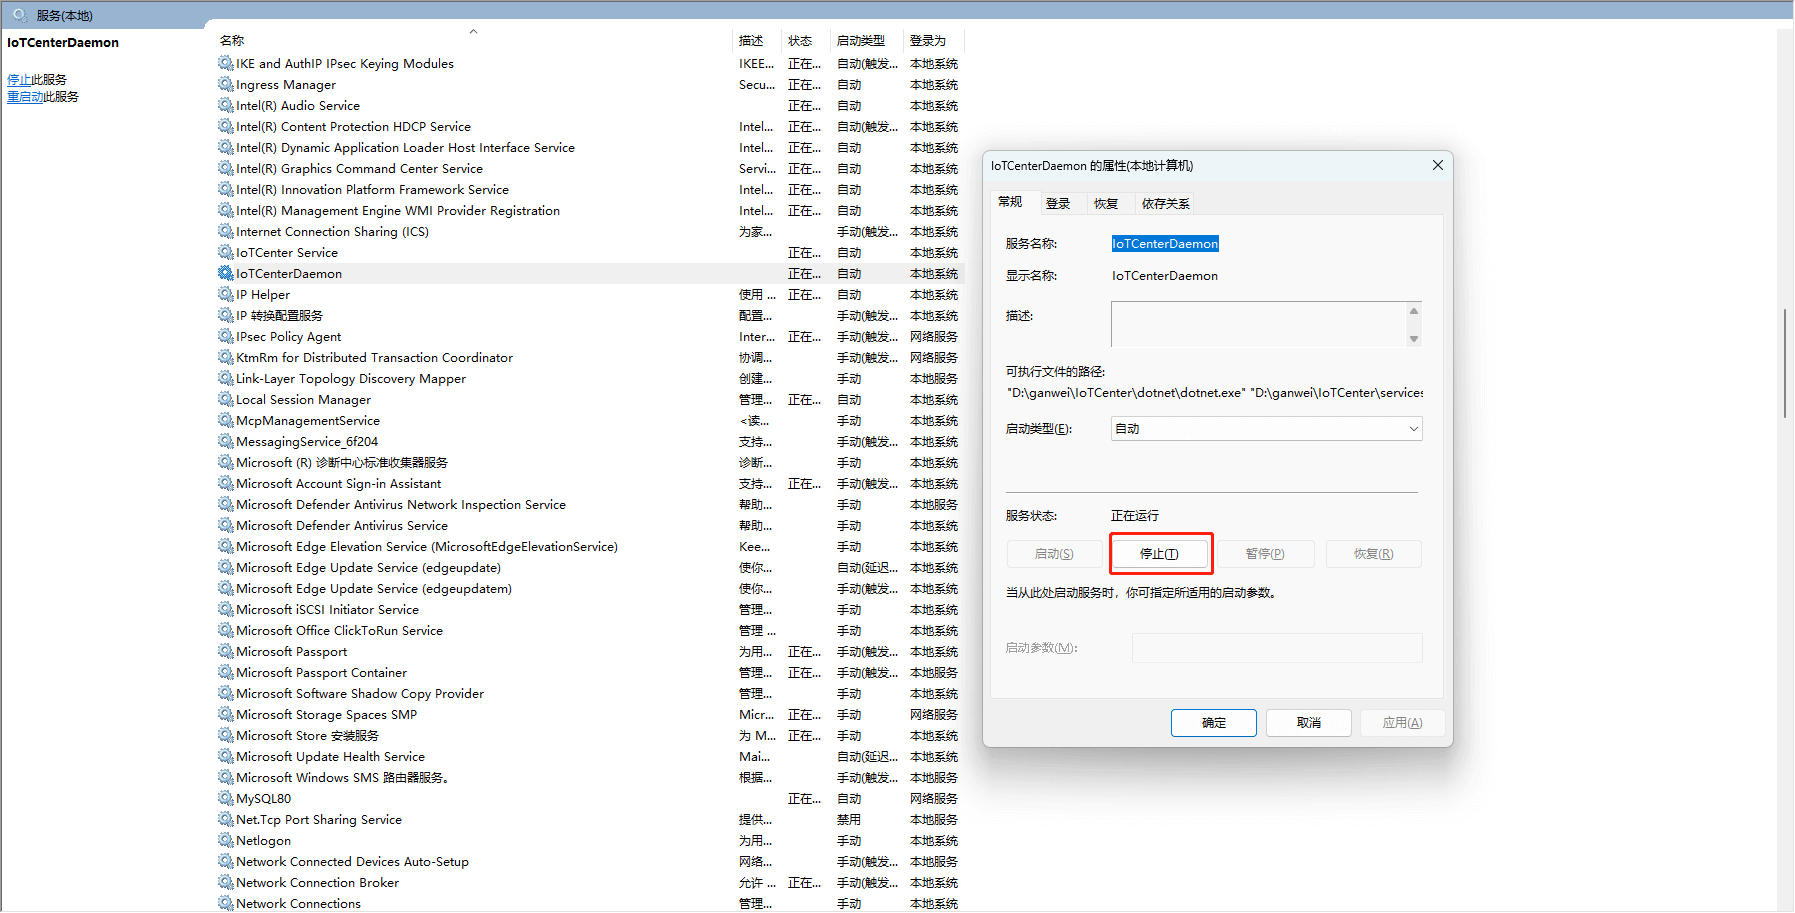 服务(本地)
IoTCenterDaemon
停止此服务
重启动此服务
名称 描述 状态 启动类型 登录为
IKE and AuthIP IPsec Keying Modules IKEE... 正在... 自动(触发... 本地系统
Ingress Manager Secu... 正在... 自动 本地系统
Intel(R) Audio Service 正在... 自动 本地系统
Intel(R) Content Protection HDCP Service Intel... 正在... 自动(触发... 本地系统
Intel(R) Dynamic Application Loader Host Interface Service Intel... 正在... 自动 本地系统
Intel(R) Graphics Command Center Service Servi... 正在... 自动 本地系统
Intel(R) Innovation Platform Framework Service Intel... 正在... 自动 本地系统
Intel(R) Management Engine WMI Provider Registration Intel... 正在... 自动 本地系统
Internet Connection Sharing (ICS) 为家... 手动(触发... 本地系统
IoTCenter Service 正在... 自动 本地系统
IoTCenterDaemon 正在... 自动 本地系统
IP Helper 使用 ... 正在... 自动 本地系统
IP 转换配置服务 配置... 手动(触发... 本地系统
IPsec Policy Agent Inter... 正在... 手动(触发... 网络服务
KtmRm for Distributed Transaction Coordinator 协调... 手动(触发... 网络服务
Link-Layer Topology Discovery Mapper 创建... 手动 本地服务
Local Session Manager 管理... 正在... 自动 本地系统
McpManagementService <读... 手动 本地系统
MessagingService_6f204 支持... 手动(触发... 本地系统
Microsoft (R) 诊断中心标准收集器服务 诊断... 手动 本地系统
Microsoft Account Sign-in Assistant 支持... 正在... 手动(触发... 本地系统
Microsoft Defender Antivirus Network Inspection Service 帮助... 手动 本地服务
Microsoft Defender Antivirus Service 帮助... 手动 本地系统
Microsoft Edge Elevation Service (MicrosoftEdgeElevationService) Kee... 手动 本地系统
Microsoft Edge Update Service (edgeupdate) 使你... 自动(延迟... 本地系统
Microsoft Edge Update Service (edgeupdatem) 使你... 手动(触发... 本地系统
Microsoft iSCSI Initiator Service 管理... 手动 本地系统
Microsoft Office ClickToRun Service 管理 ... 手动 本地系统
Microsoft Passport 为用... 正在... 手动(触发... 本地系统
Microsoft Passport Container 管理... 正在... 手动(触发... 本地服务
Microsoft Software Shadow Copy Provider 管理... 手动 本地系统
Microsoft Storage Spaces SMP Micr... 正在... 手动 网络服务
Microsoft Store 安装服务 为 M... 正在... 手动 本地系统
Microsoft Update Health Service Mai... 自动(延迟... 本地系统
Microsoft Windows SMS 路由器服务。 根据... 手动(触发... 本地服务
MySQL80 正在... 自动 网络服务
Net.Tcp Port Sharing Service 提供... 禁用 本地服务
Netlogon 为用... 手动 本地系统
Network Connected Devices Auto-Setup 网络... 手动(触发... 本地服务
Network Connection Broker 允许 ... 正在... 手动(触发... 本地系统
Network Connections 管理... 手动 本地系统
IoTCenterDaemon 的属性(本地计算机)
常规 登录 恢复 依存关系
服务名称: IoTCenterDaemon
显示名称: IoTCenterDaemon
描述:
可执行文件的路径:
"D:\ganwei\IoTCenter\dotnet\dotnet.exe" "D:\ganwei\IoTCenter\services
启动类型(E): 自动
服务状态: 正在运行
启动(S) 停止(T) 暂停(P) 恢复(R)
当从此处启动服务时，你可指定所适用的启动参数。
启动参数(M):
确定 取消 应用(A)